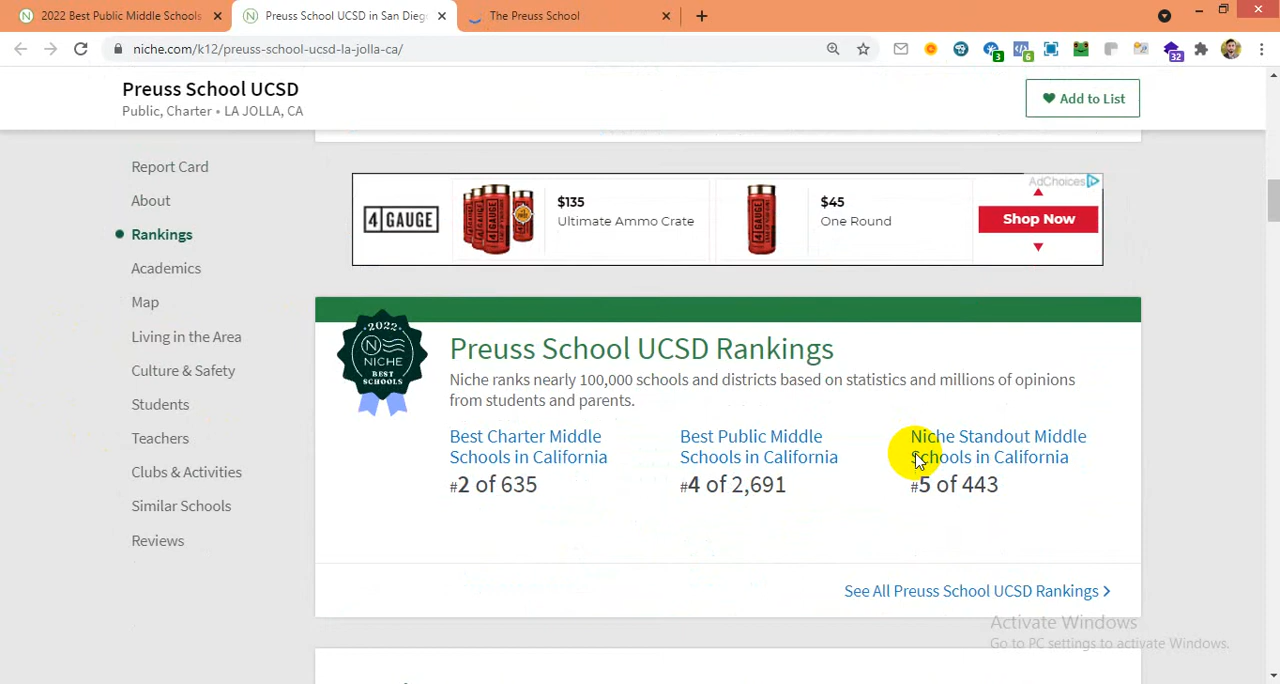 2022 Best Public Middle Schools
Preuss School UCSD in San Dieg
The Preuss School
niche.com/k12/preuss-school-ucsd-la-jolla-ca/
3
6
32
Preuss School UCSD
Public, Charter • LA JOLLA, CA
Add to List
Report Card
About
Rankings
Academics
Map
Living in the Area
Culture & Safety
Students
Teachers
Clubs & Activities
Similar Schools
Reviews
AdChoices
4 GAUGE
$135
Ultimate Ammo Crate
$45
One Round
Shop Now
2022
NICHE
BEST
SCHOOLS
Preuss School UCSD Rankings
Niche ranks nearly 100,000 schools and districts based on statistics and millions of opinions
from students and parents.
Best Charter Middle
Schools in California
#2 of 635
Best Public Middle
Schools in California
#4 of 2,691
Niche Standout Middle
Schools in California
#5 of 443
See All Preuss School UCSD Rankings
Activate Windows
Go to PC settings to activate Windows.